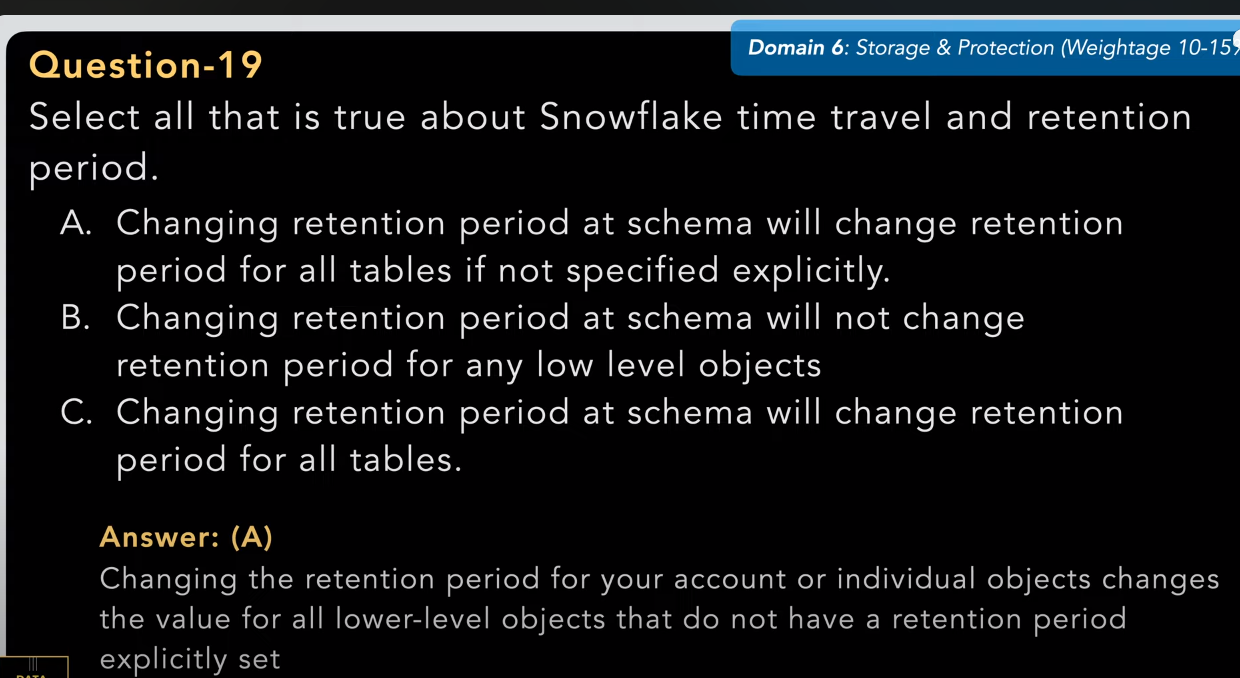 Domain 6: Storage & Protection (Weightage 10-15%
Question-19
Select all that is true about Snowflake time travel and retention
period.
A. Changing retention period at schema will change retention
period for all tables if not specified explicitly.
B. Changing retention period at schema will not change
retention period for any low level objects
C. Changing retention period at schema will change retention
period for all tables.
Answer: (A)
Changing the retention period for your account or individual objects changes
the value for all lower-level objects that do not have a retention period
explicitly set
DATA